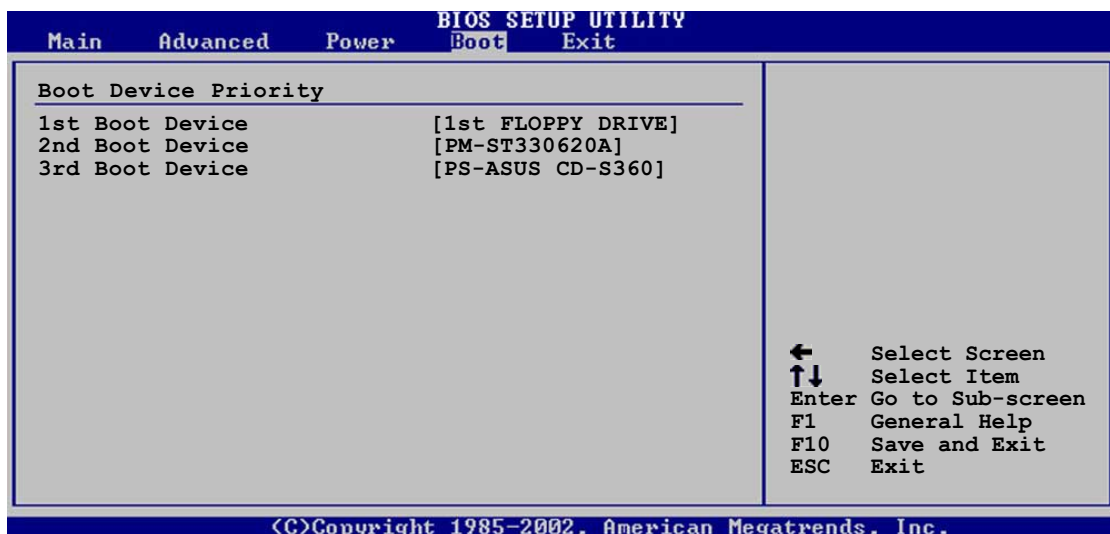 BIOS SETUP UTILITY
Main Advanced Power Boot Exit
Boot Device Priority
1st Boot Device [1st FLOPPY DRIVE]
2nd Boot Device [PM-ST330620A]
3rd Boot Device [PS-ASUS CD-S360]
← Select Screen
↑↓ Select Item
Enter Go to Sub-screen
F1 General Help
F10 Save and Exit
ESC Exit
(C)Copyright 1985-2002, American Megatrends, Inc.